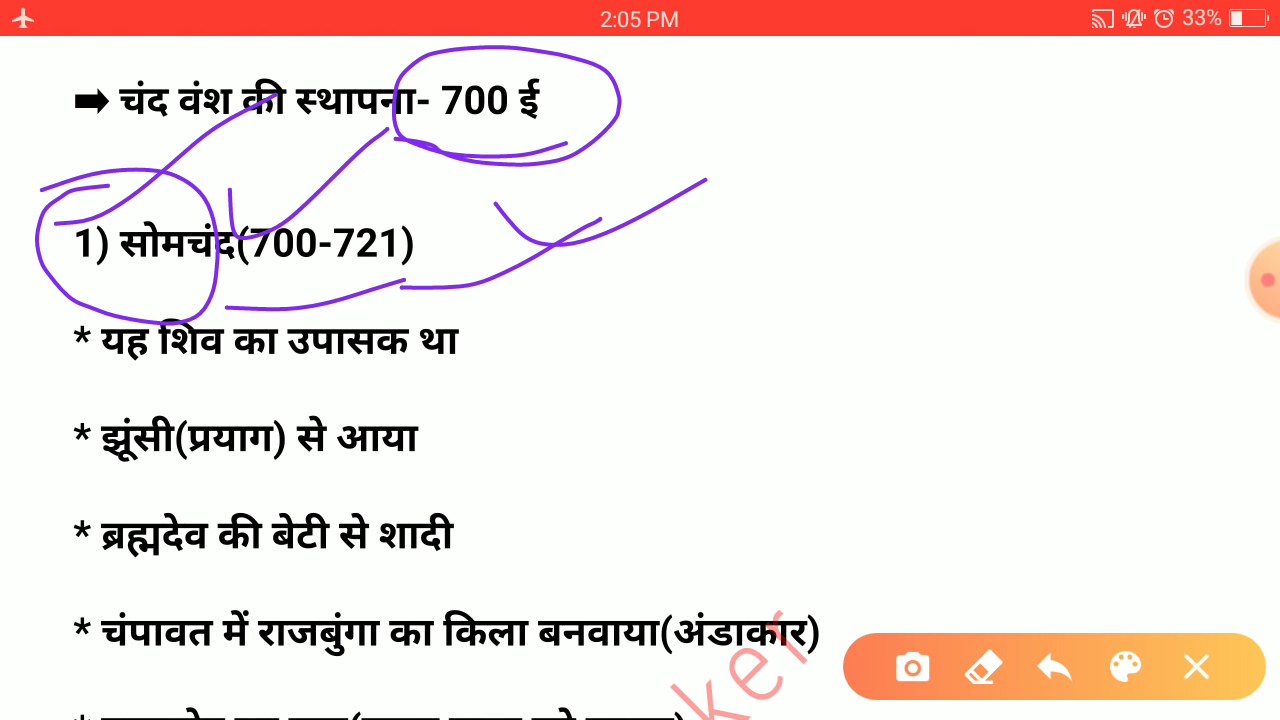 2:05 PM
33%
➡ चंद वंश की स्थापना- 700 ई
1) सोमचंद(700-721)
* यह शिव का उपासक था
* झूंसी(प्रयाग) से आया
* ब्रह्मदेव की बेटी से शादी
* चंपावत में राजबुंगा का किला बनवाया(अंडाकार)
ker